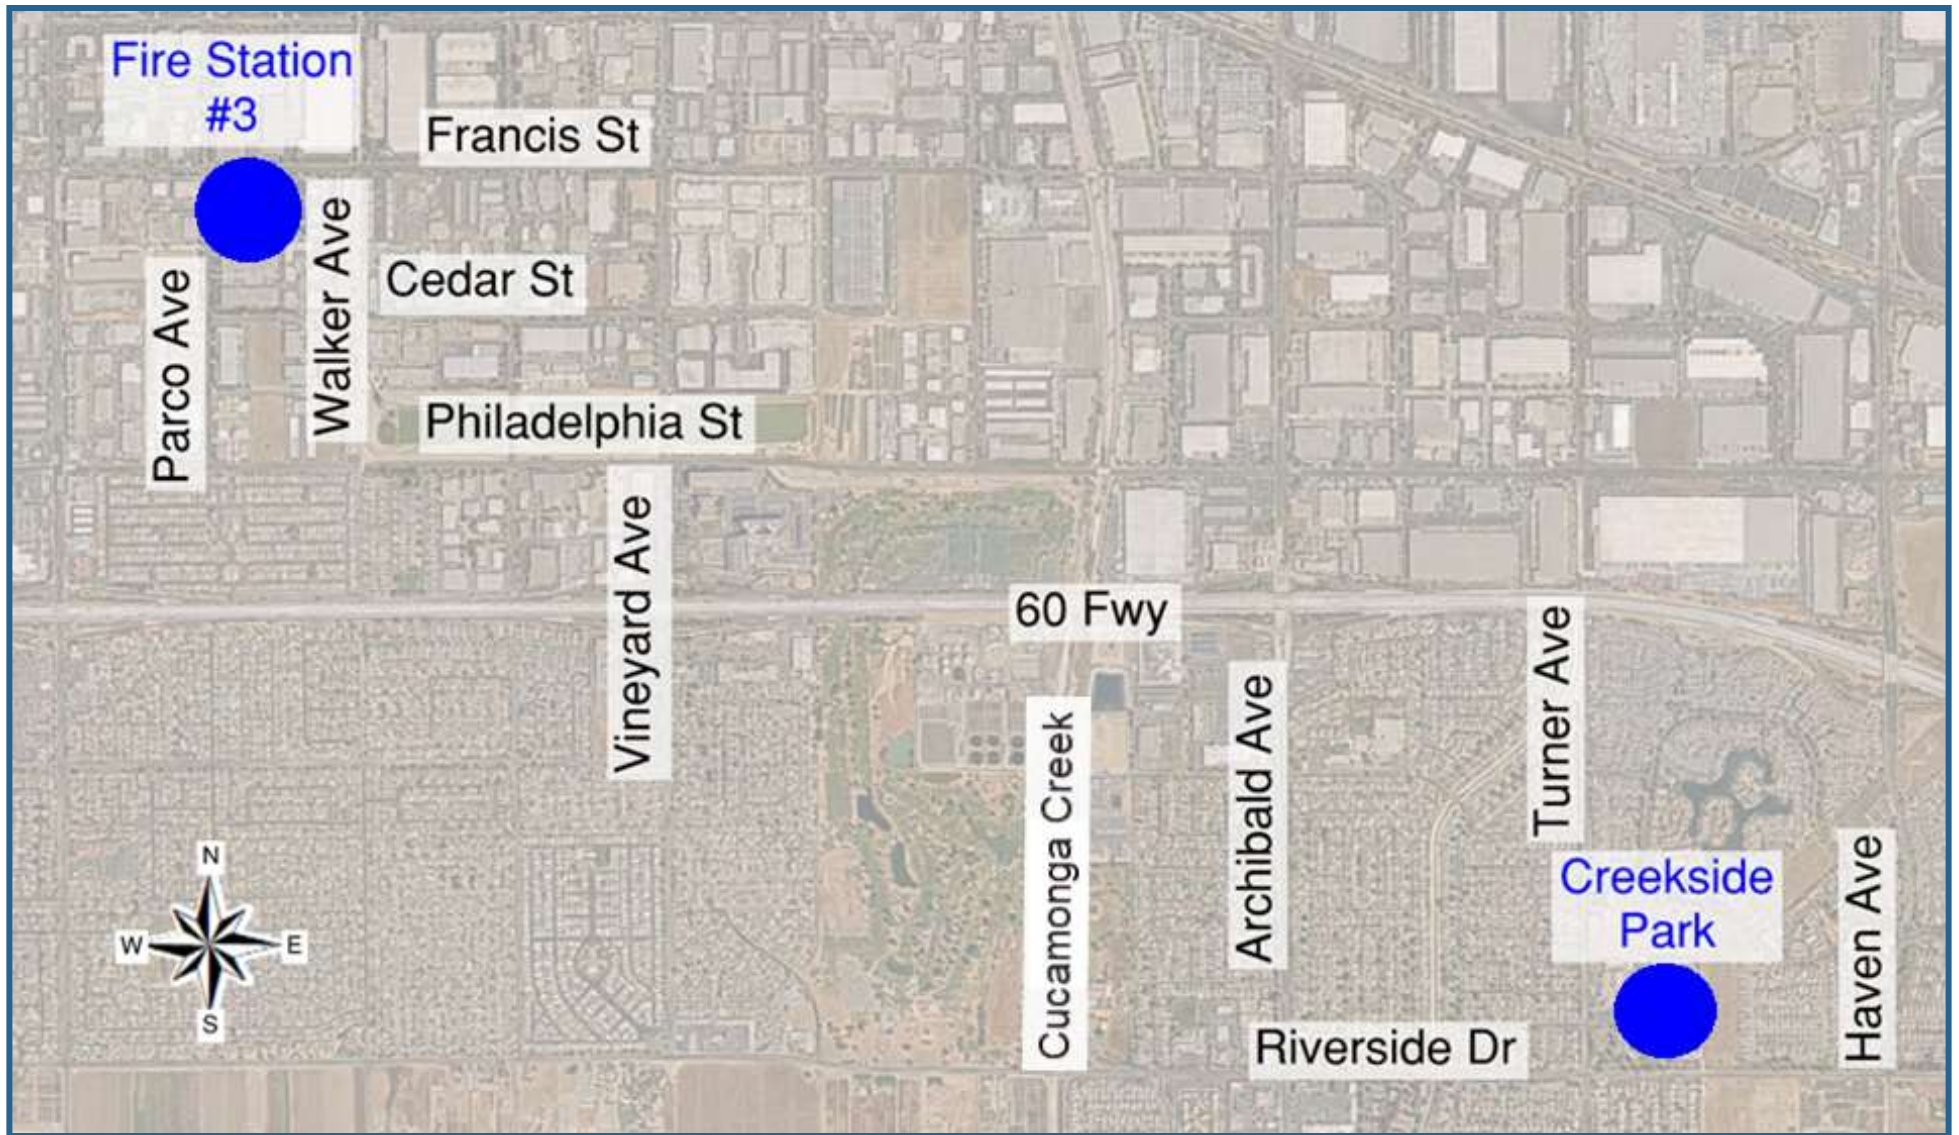 Fire Station
#3
Francis St
Walker Ave
Cedar St
Parco Ave
Philadelphia St
Vineyard Ave
60 Fwy
Turner Ave
Archibald Ave
Cucamonga Creek
Creekside
Park
Haven Ave
N
W
E
S
Riverside Dr